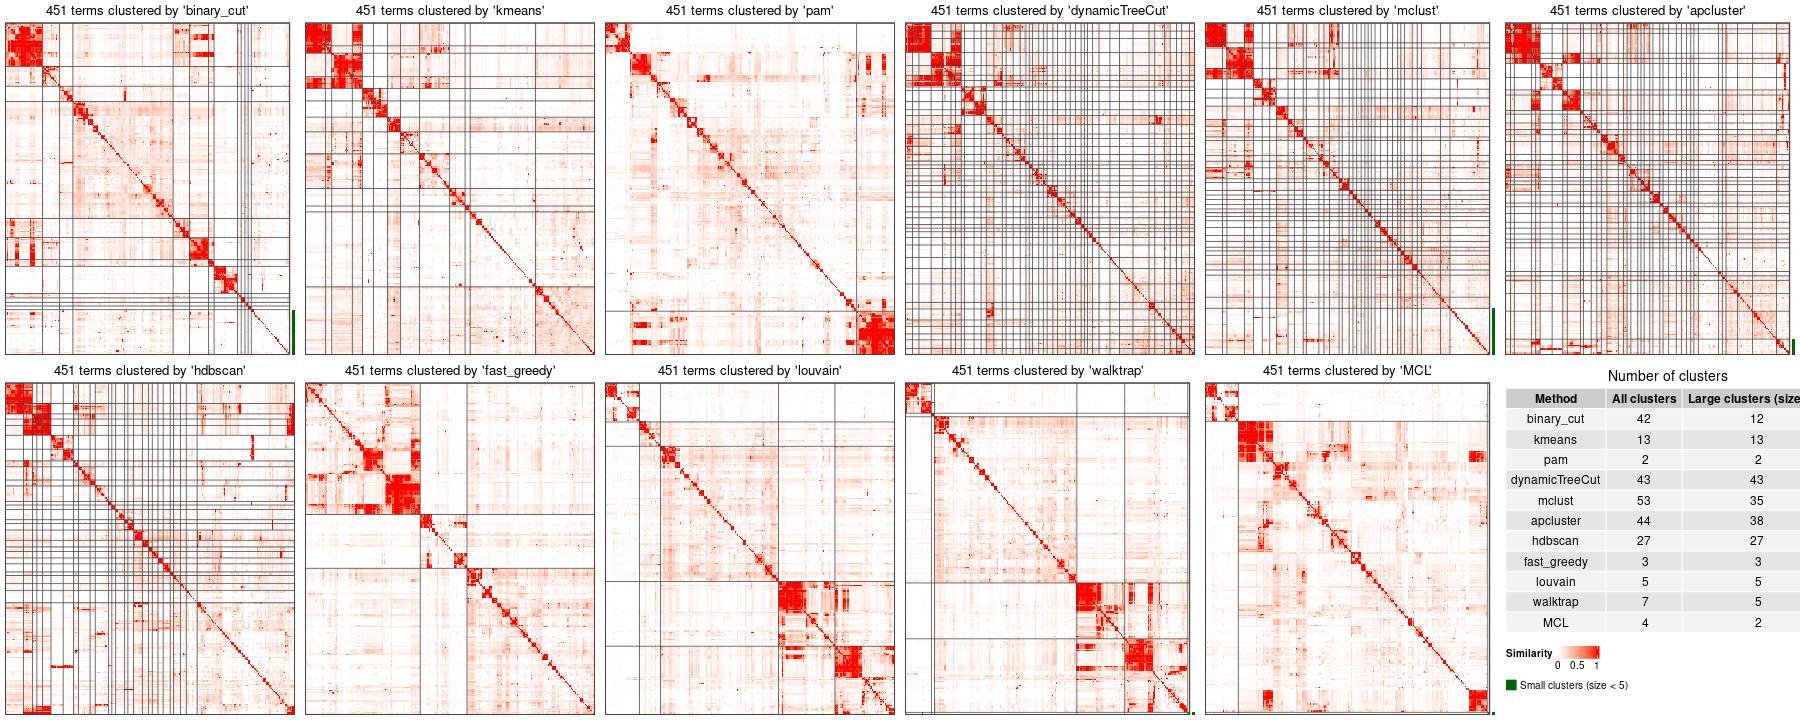 451 terms clustered by 'binary_cut'
451 terms clustered by 'kmeans'
451 terms clustered by 'pam'
451 terms clustered by 'dynamicTreeCut'
451 terms clustered by 'mclust'
451 terms clustered by 'apcluster'
451 terms clustered by 'hdbscan'
451 terms clustered by 'fast_greedy'
451 terms clustered by 'louvain'
451 terms clustered by 'walktrap'
451 terms clustered by 'MCL'
Number of clusters
Method All clusters Large clusters (size
binary_cut 42 12
kmeans 13 13
pam 2 2
dynamicTreeCut 43 43
mclust 53 35
apcluster 44 38
hdbscan 27 27
fast_greedy 3 3
louvain 5 5
walktrap 7 5
MCL 4 2
Similarity
0 0.5 1
Small clusters (size < 5)